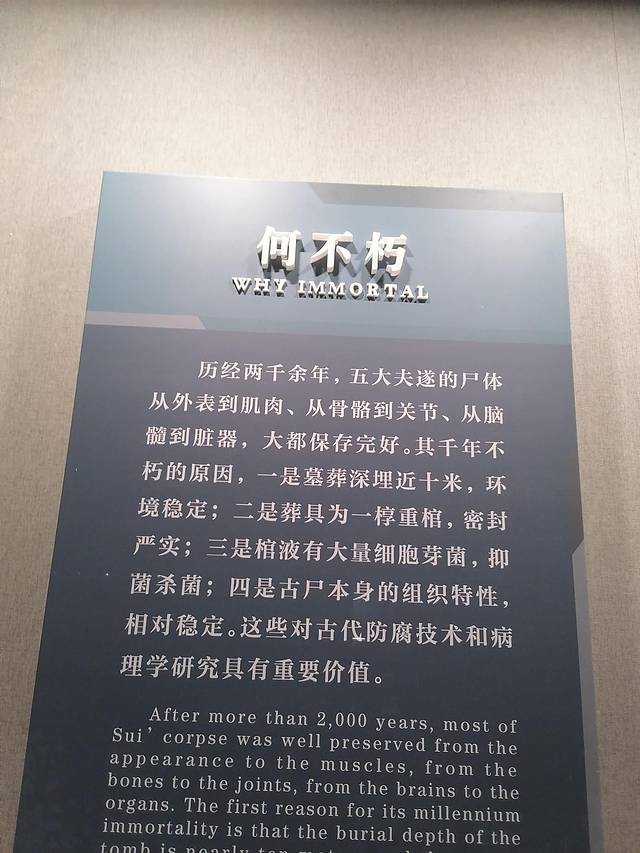 何不朽
WHY IMMORTAL
历经两千余年，五大夫遂的尸体
从外表到肌肉、从骨骼到关节、从脑
髓到脏器，大都保存完好。其千年不
朽的原因，一是墓葬深埋近十米，环
境稳定；二是葬具为一椁重棺，密封
严实；三是棺液有大量细胞芽菌，抑
菌杀菌；四是古尸本身的组织特性，
相对稳定。这些对古代防腐技术和病
理学研究具有重要价值。
After more than 2,000 years, most of
Sui’ corpse was well preserved from the
appearance to the muscles, from the
bones to the joints, from the brains to the
organs. The first reason for its millennium
immortality is that the burial depth of the
tomb is nearly ten